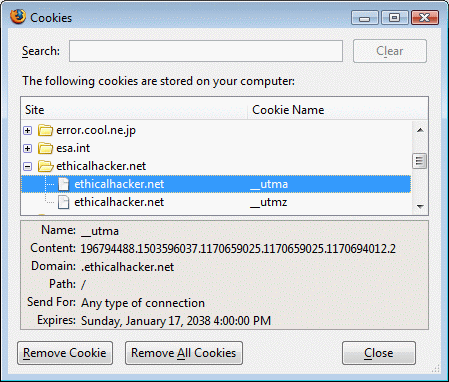 Cookies
Search: Clear
The following cookies are stored on your computer:
Site Cookie Name
error.cool.ne.jp
esa.int
ethicalhacker.net
ethicalhacker.net __utma
ethicalhacker.net __utmz
Name: __utma
Content: 196794488.1503596037.1170659025.1170659025.1170694012.2
Domain: .ethicalhacker.net
Path: /
Send For: Any type of connection
Expires: Sunday, January 17, 2038 4:00:00 PM
Remove Cookie Remove All Cookies Close